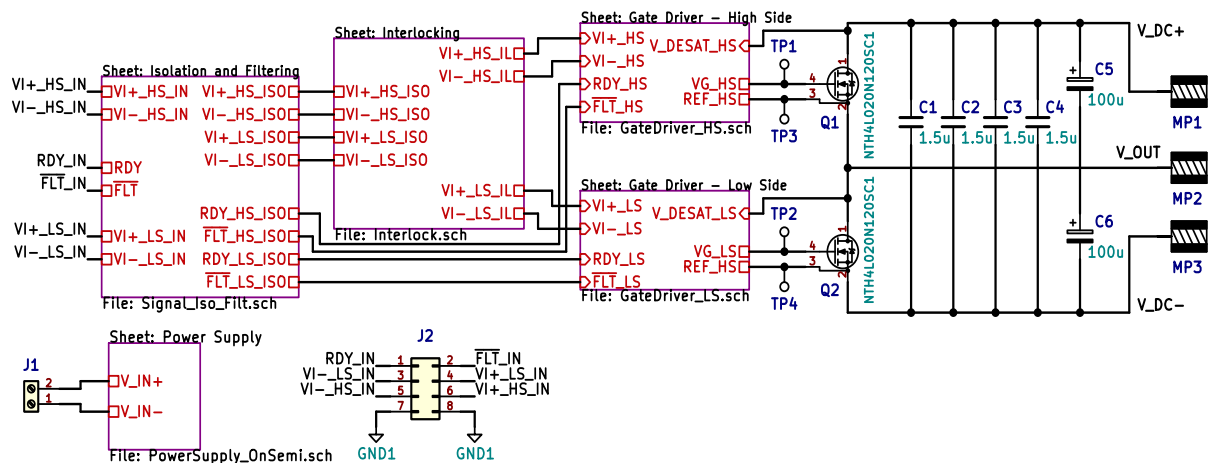 Sheet: Isolation and Filtering
VI+_HS_IN
VI-_HS_IN
RDY_IN
FLT_IN
VI+_LS_IN
VI-_LS_IN
VI+_HS_IN VI+_HS_ISO
VI-_HS_IN VI-_HS_ISO
VI+_LS_ISO
VI-_LS_ISO
RDY
FLT
RDY_HS_ISO
VI+_LS_IN FLT_HS_ISO
VI-_LS_IN RDY_LS_ISO
FLT_LS_ISO
File: Signal_Iso_Filt.sch
Sheet: Interlocking
VI+_HS_IL
VI-_HS_IL
VI+_HS_ISO
VI-_HS_ISO
VI+_LS_ISO
VI-_LS_ISO
VI+_LS_IL
VI-_LS_IL
File: Interlock.sch
Sheet: Gate Driver - High Side
VI+_HS
V_DESAT_HS
VI-_HS
RDY_HS VG_HS
FLT_HS REF_HS
File: GateDriver_HS.sch
TP1
TP3
4
3
1
2
Q1
NTH4L020N120SC1
Sheet: Gate Driver - Low Side
VI+_LS
V_DESAT_LS
VI-_LS
VG_LS
RDY_LS REF_HS
FLT_LS
File: GateDriver_LS.sch
TP2
TP4
4
3
1
2
Q2
NTH4L020N120SC1
C1
1.5u
C2
1.5u
C3
1.5u
C4
1.5u
+
C5
100u
+
C6
100u
V_DC+
V_OUT
V_DC-
MP1
MP2
MP3
Sheet: Power Supply
J1
2
1
V_IN+
V_IN-
File: PowerSupply_OnSemi.sch
J2
RDY_IN 1 2 FLT_IN
VI-_LS_IN 3 4 VI+_LS_IN
VI-_HS_IN 5 6 VI+_HS_IN
7 8
GND1 GND1